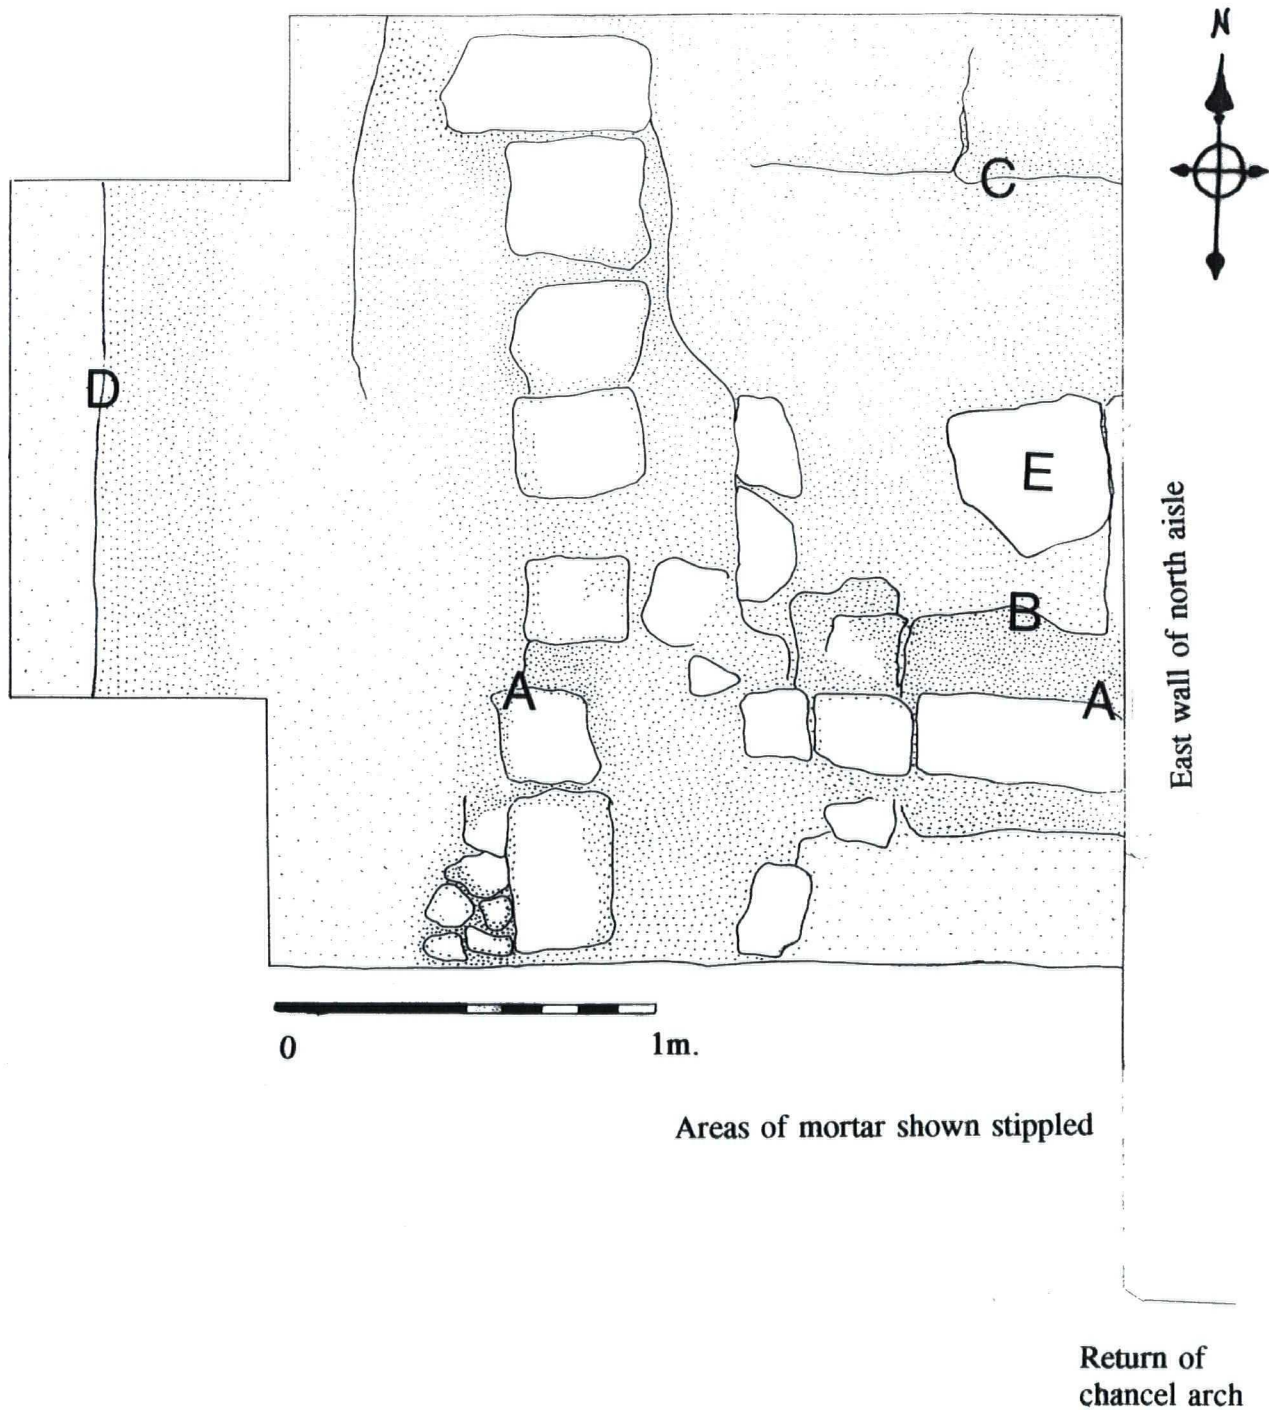 N
C
D
E
B
A
A
East wall of north aisle
0
1m.
Areas of mortar shown stippled
Return of
chancel arch